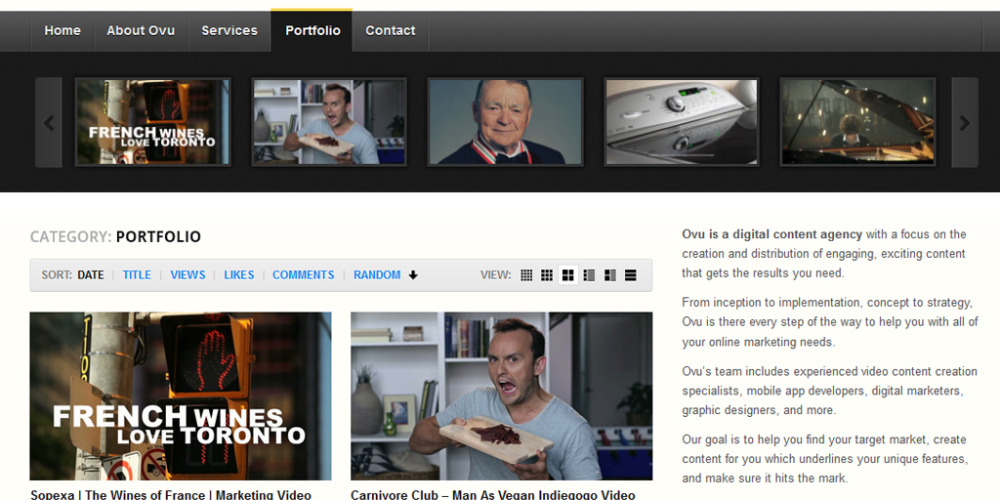 Home About Ovu Services Portfolio Contact
FRENCH WINES
LOVE TORONTO
CATEGORY: PORTFOLIO
SORT: DATE | TITLE | VIEWS | LIKES | COMMENTS | RANDOM
VIEW:
FRENCH WINES
LOVE TORONTO
Sopexa | The Wines of France | Marketing Video
Carnivore Club – Man As Vegan Indiegogo Video
Ovu is a digital content agency with a focus on the
creation and distribution of engaging, exciting content
that gets the results you need.
From inception to implementation, concept to strategy,
Ovu is there every step of the way to help you with all of
your online marketing needs.
Ovu's team includes experienced video content creation
specialists, mobile app developers, digital marketers,
graphic designers, and more.
Our goal is to help you find your target market, create
content for you which underlines your unique features,
and make sure it hits the mark.